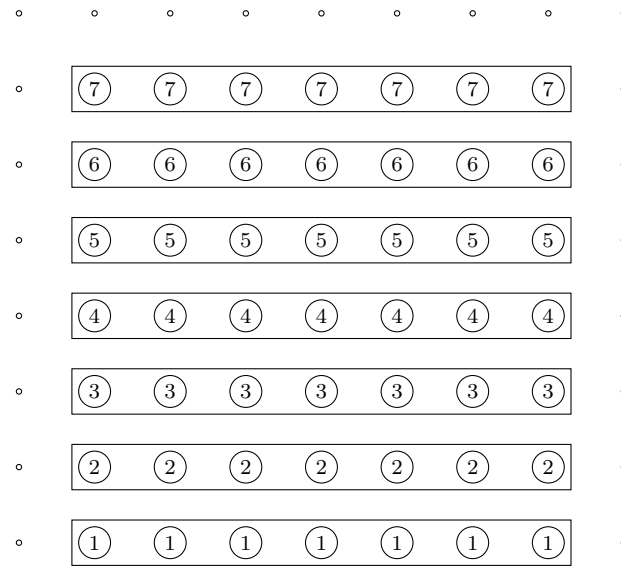 7 7 7 7 7 7 7
6 6 6 6 6 6 6
5 5 5 5 5 5 5
4 4 4 4 4 4 4
3 3 3 3 3 3 3
2 2 2 2 2 2 2
1 1 1 1 1 1 1